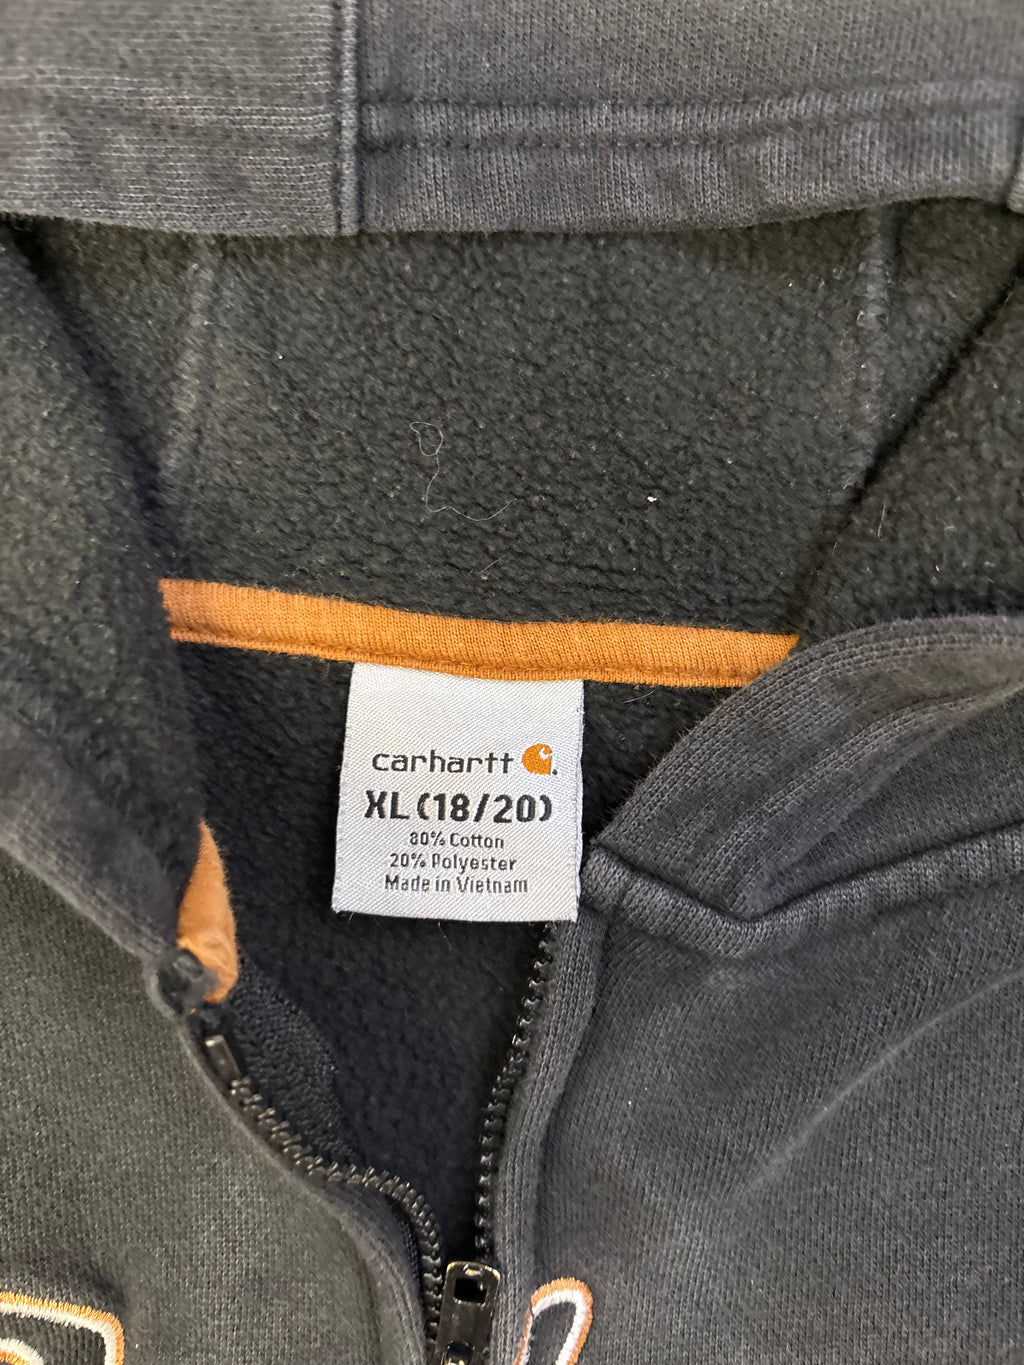 carhartt
XL (18/20)
80% Cotton
20% Polyester
Made in Vietnam